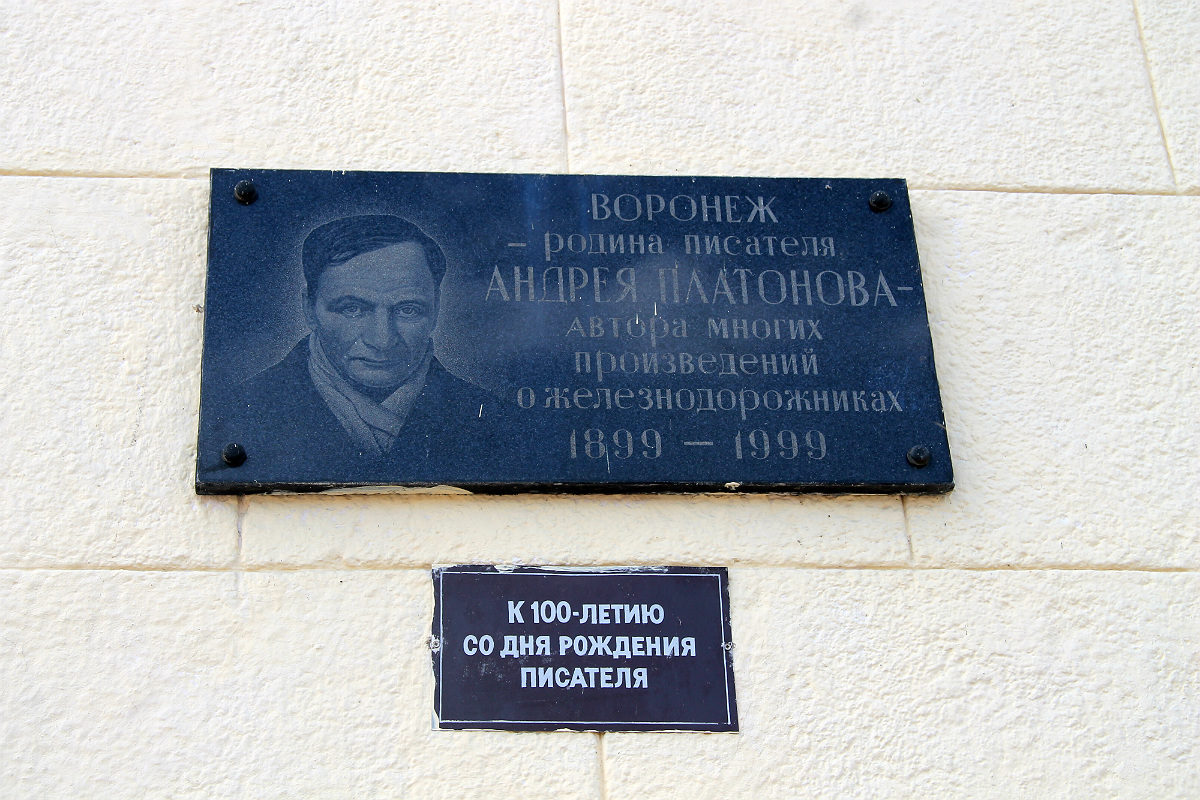 ВОРОНЕЖ
– родина писателя
АНДРЕЯ ПЛАТОНОВА –
автора многих
произведений
о железнодорожниках
1899 – 1999
К 100-ЛЕТИЮ
СО ДНЯ РОЖДЕНИЯ
ПИСАТЕЛЯ